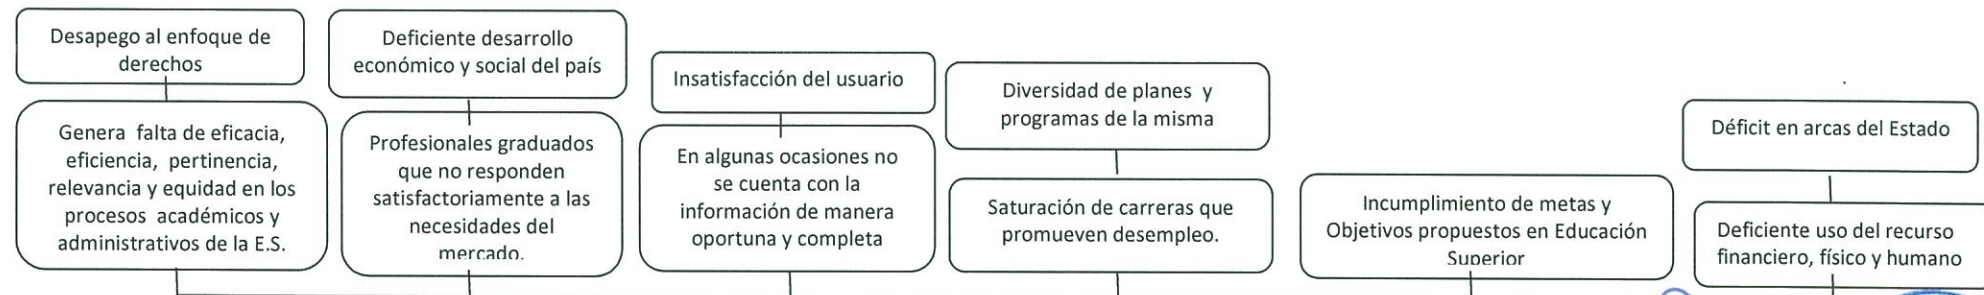 Desapego al enfoque de
derechos
Genera falta de eficacia,
eficiencia, pertinencia,
relevancia y equidad en los
procesos académicos y
administrativos de la E.S.
Deficiente desarrollo
económico y social del país
Profesionales graduados
que no responden
satisfactoriamente a las
necesidades del
mercado.
Insatisfacción del usuario
En algunas ocasiones no
se cuenta con la
información de manera
oportuna y completa
Diversidad de planes y
programas de la misma
Saturación de carreras que
promueven desempleo.
Incumplimiento de metas y
Objetivos propuestos en Educación
Superior
Déficit en arcas del Estado
Deficiente uso del recurso
financiero, físico y humano